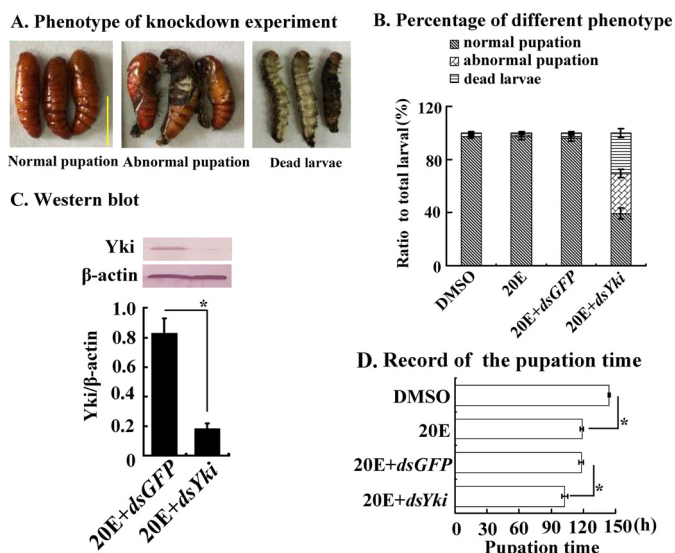 A. Phenotype of knockdown experiment
Normal pupation Abnormal pupation Dead larvae
B. Percentage of different phenotype
normal pupation
abnormal pupation
dead larvae
Ratio to total larval(%)
120
80
40
0
DMSO
20E
20E+dsGFP
20E+dsYki
C. Western blot
Yki
β-actin
Yki/β-actin
1.0
0.8
0.6
0.4
0.2
0
*
20E+dsGFP
20E+dsYki
D. Record of the pupation time
DMSO
20E
20E+dsGFP
20E+dsYki
*
*
0 30 60 90 120 150(h)
Pupation time